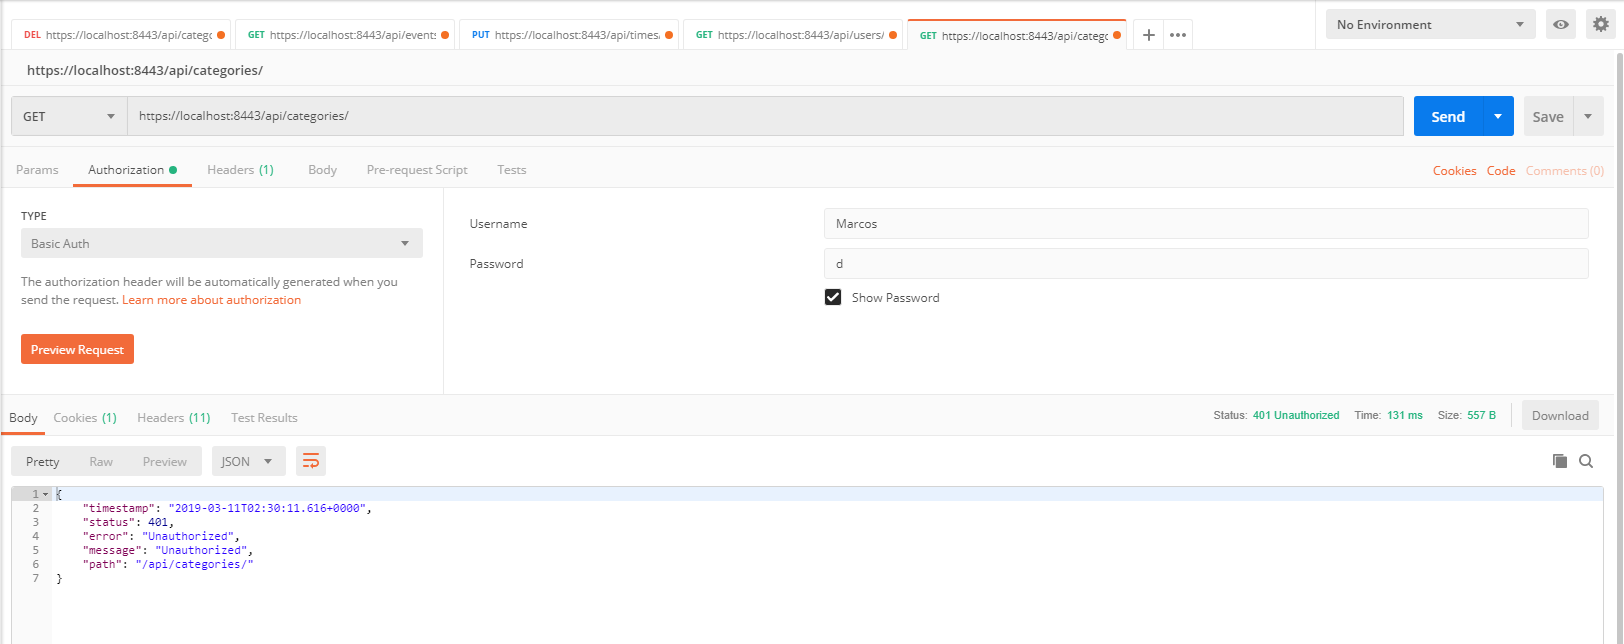 DEL https://localhost:8443/api/categ
GET https://localhost:8443/api/event
PUT https://localhost:8443/api/times
GET https://localhost:8443/api/users/
GET https://localhost:8443/api/categ
No Environment
https://localhost:8443/api/categories/
GET https://localhost:8443/api/categories/
Send
Save
Params Authorization Headers (1) Body Pre-request Script Tests
Cookies Code Comments (0)
TYPE
Basic Auth
The authorization header will be automatically generated when you
send the request. Learn more about authorization
Preview Request
Username Marcos
Password d
Show Password
Body Cookies (1) Headers (11) Test Results
Status: 401 Unauthorized Time: 131 ms Size: 557 B Download
Pretty Raw Preview JSON
1 {
2 "timestamp": "2019-03-11T02:30:11.616+0000",
3 "status": 401,
4 "error": "Unauthorized",
5 "message": "Unauthorized",
6 "path": "/api/categories/"
7 }